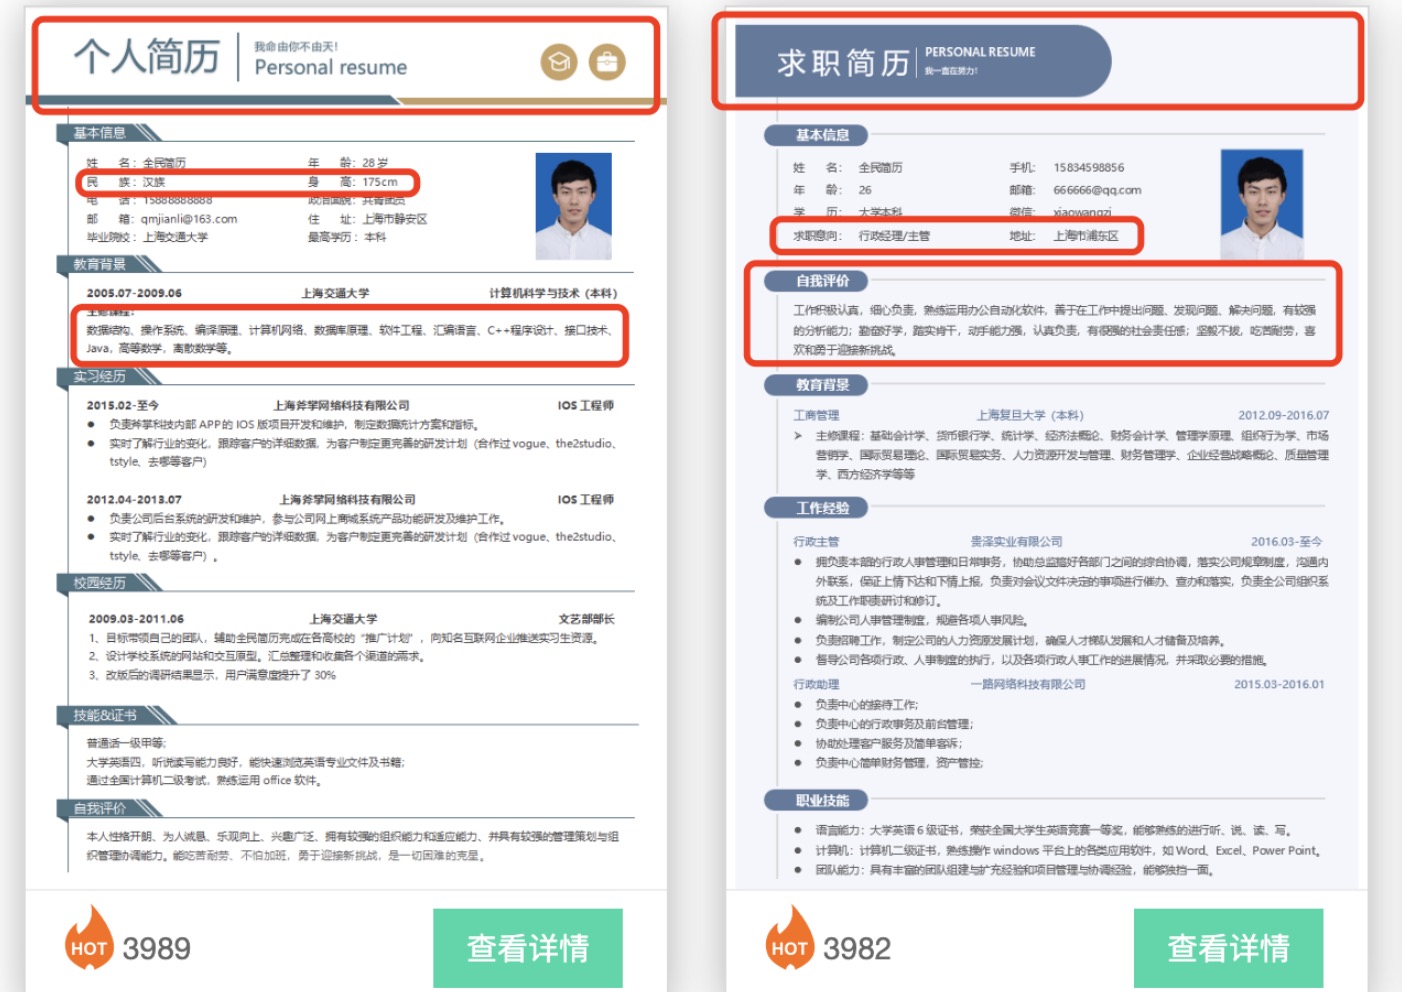 个人简历
我命由你不由天!
Personal resume
基本信息
姓 名：全民简历 年 龄：28 岁
民 族：汉族 身 高：175cm
电 话：15888888888 政治面貌：共青团员
邮 箱：qmjianli@163.com 住 址：上海市静安区
毕业院校：上海交通大学 最高学历：本科
教育背景
2005.07-2009.06 上海交通大学 计算机科学与技术（本科）
主修课程：
数据结构、操作系统、编译原理、计算机网络、数据库原理、软件工程、汇编语言、C++程序设计、接口技术、
Java，高等数学，离散数学等。
实习经历
2015.02-至今 上海斧掌网络科技有限公司 IOS 工程师
● 负责斧掌科技内部 APP的 IOS 版项目开发和维护，制定数据统计方案和指标。
● 实时了解行业的变化，跟踪客户的详细数据，为客户制定更完善的研发计划（合作过 vogue、the2studio、
tstyle、去哪等客户）
2012.04-2013.07 上海斧掌网络科技有限公司 IOS 工程师
● 负责公司后台系统的研发和维护，参与公司网上商城系统产品功能研发及维护工作。
● 实时了解行业的变化，跟踪客户的详细数据，为客户制定更完善的研发计划（合作过 vogue、the2studio、
tstyle、去哪等客户）。
校园经历
2009.03-2011.06 上海交通大学 文艺部部长
1、目标带领自己的团队，辅助全民简历完成在各高校的“推广计划”，向知名互联网企业推送实习生资源。
2、设计学校系统的网站和交互原型。汇总整理和收集各个渠道的需求。
3、改版后的调研结果显示，用户满意度提升了 30%
技能&证书
普通话一级甲等;
大学英语四，听说读写能力良好，能快速浏览英语专业文件及书籍;
通过全国计算机二级考试，熟练运用 office 软件。
自我评价
本人性格开朗、为人诚恳、乐观向上、兴趣广泛、拥有较强的组织能力和适应能力、并具有较强的管理策划与组
织管理协调能力。能吃苦耐劳、不怕加班，勇于迎接新挑战，是一切困难的克星。
HOT 3989 查看详情
求职简历
PERSONAL RESUME
我一直在努力!
基本信息
姓 名： 全民简历 手机： 15834598856
年 龄： 26 邮箱： 666666@qq.com
学 历： 大学本科 微信： xiaowangzi
求职意向： 行政经理/主管 地址： 上海市浦东区
自我评价
工作积极认真，细心负责，熟练运用办公自动化软件，善于在工作中提出问题、发现问题、解决问题，有较强
的分析能力；勤奋好学，踏实肯干，动手能力强，认真负责，有很强的社会责任感；坚毅不拔，吃苦耐劳，喜
欢和勇于迎接新挑战。
教育背景
工商管理 上海复旦大学（本科） 2012.09-2016.07
➢ 主修课程：基础会计学、货币银行学、统计学、经济法概论、财务会计学、管理学原理、组织行为学、市场
营销学、国际贸易理论、国际贸易实务、人力资源开发与管理、财务管理学、企业经营战略概论、质量管理
学、西方经济学等等
工作经验
行政主管 贵泽实业有限公司 2016.03-至今
● 拥负责本部的行政人事管理和日常事务，协助总监搞好各部门之间的综合协调，落实公司规章制度，沟通内
外联系，保证上情下达和下情上报，负责对会议文件决定的事项进行催办、查办和落实，负责全公司组织系
统及工作职责研讨和修订。
● 编制公司人事管理制度，规避各项人事风险。
● 负责招聘工作，制定公司的人力资源发展计划，确保人才梯队发展和人才储备及培养。
● 督导公司各项行政、人事制度的执行，以及各项行政人事工作的进展情况，并采取必要的措施。
行政助理 一路网络科技有限公司 2015.03-2016.01
● 负责中心的接待工作;
● 负责中心的行政事务及前台管理;
● 协助处理客户服务及简单客诉;
● 负责中心简单财务管理，资产管控;
职业技能
● 语言能力：大学英语 6 级证书，荣获全国大学生英语竞赛一等奖，能够熟练的进行听、说、读、写。
● 计算机：计算机二级证书，熟练操作 windows 平台上的各类应用软件，如 Word、Excel、Power Point。
● 团队能力：具有丰富的团队组建与扩充经验和项目管理与协调经验，能够独挡一面。
HOT 3982 查看详情